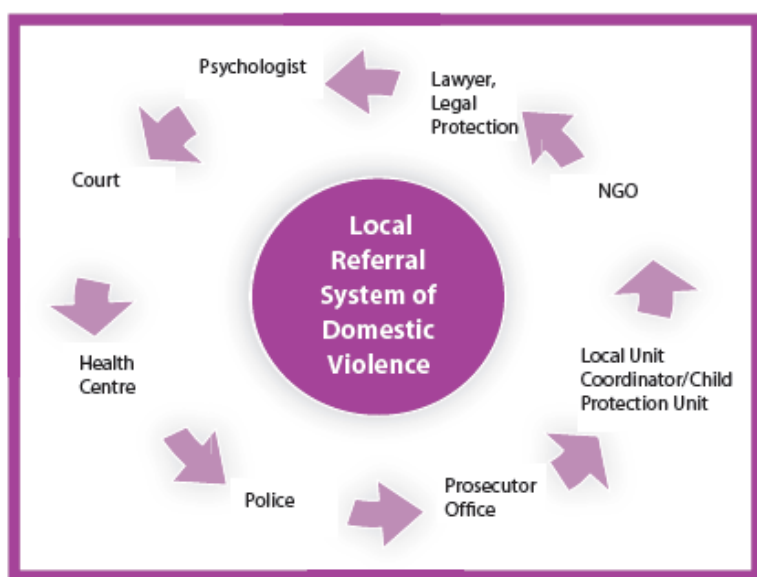 Psychologist
Lawyer,
Legal
Protection
Court
NGO
Local
Referral
System of
Domestic
Violence
Health
Centre
Local Unit
Coordinator/Child
Protection Unit
Police
Prosecutor
Office